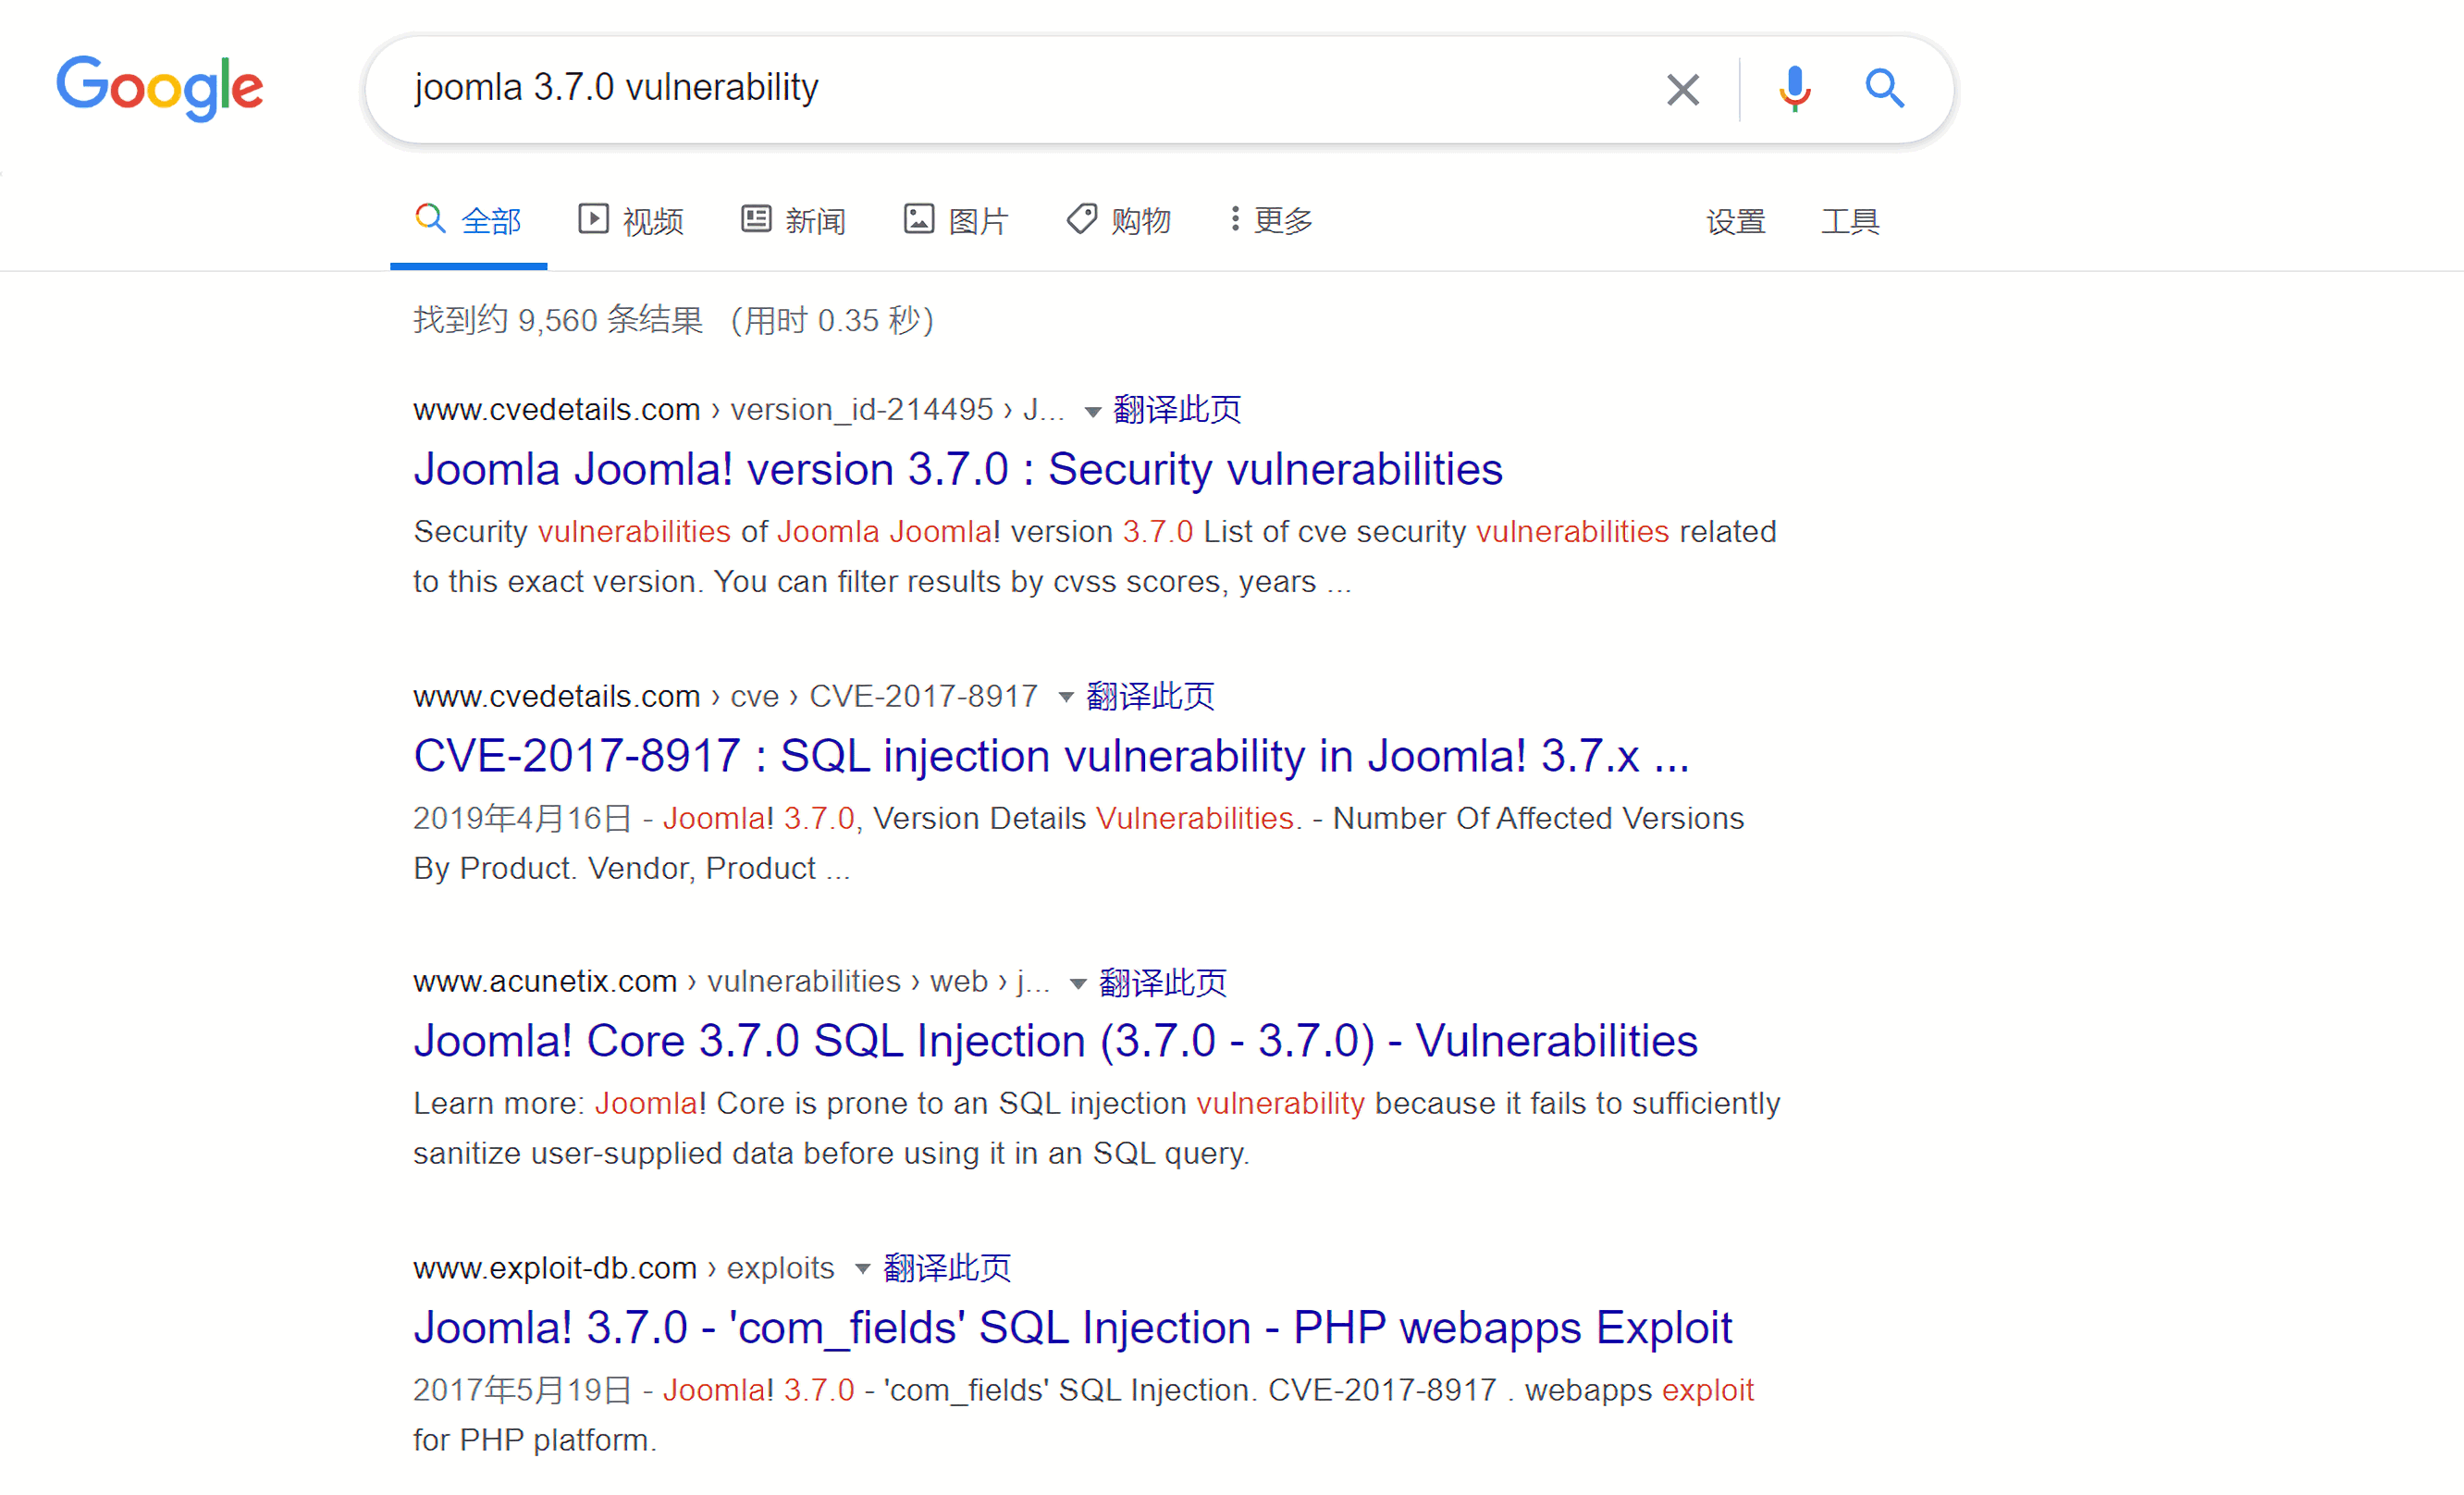 Google
joomla 3.7.0 vulnerability
全部 视频 新闻 图片 购物 更多 设置 工具
找到约 9,560 条结果 （用时 0.35 秒）
www.cvedetails.com › version_id-214495 › J... 翻译此页
Joomla Joomla! version 3.7.0 : Security vulnerabilities
Security vulnerabilities of Joomla Joomla! version 3.7.0 List of cve security vulnerabilities related
to this exact version. You can filter results by cvss scores, years ...
www.cvedetails.com › cve › CVE-2017-8917 翻译此页
CVE-2017-8917 : SQL injection vulnerability in Joomla! 3.7.x ...
2019年4月16日 - Joomla! 3.7.0, Version Details Vulnerabilities. - Number Of Affected Versions
By Product. Vendor, Product ...
www.acunetix.com › vulnerabilities › web › j... 翻译此页
Joomla! Core 3.7.0 SQL Injection (3.7.0 - 3.7.0) - Vulnerabilities
Learn more: Joomla! Core is prone to an SQL injection vulnerability because it fails to sufficiently
sanitize user-supplied data before using it in an SQL query.
www.exploit-db.com › exploits 翻译此页
Joomla! 3.7.0 - 'com_fields' SQL Injection - PHP webapps Exploit
2017年5月19日 - Joomla! 3.7.0 - 'com_fields' SQL Injection. CVE-2017-8917 . webapps exploit
for PHP platform.